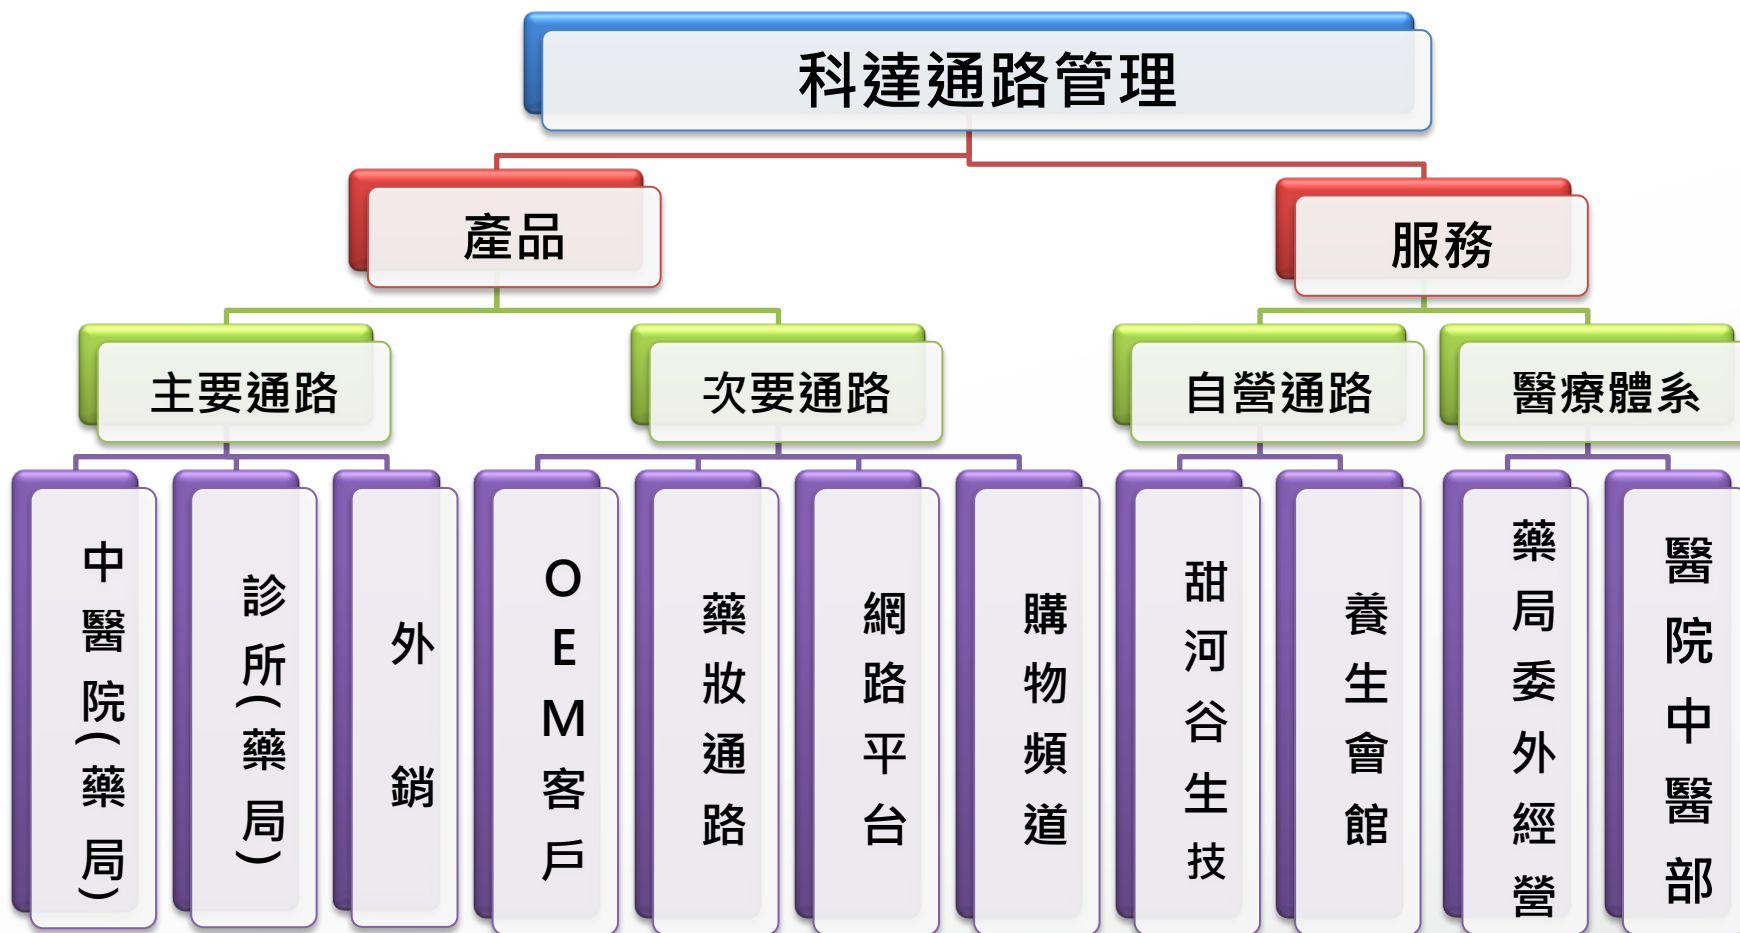 科達通路管理
產品
服務
主要通路
次要通路
自營通路
醫療體系
中醫院(藥局)
診所(藥局)
外銷
OEM客戶
藥妝通路
網路平台
購物頻道
甜河谷生技
養生會館
藥局委外經營
醫院中醫部